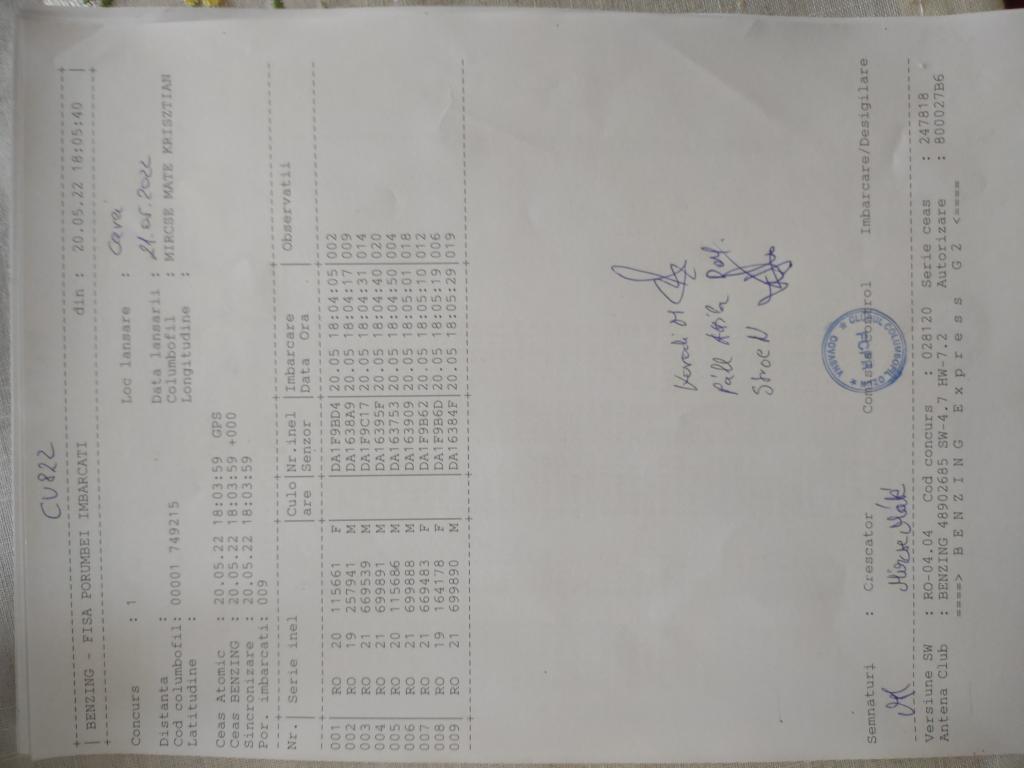 CU822
| BENZING - FISA PORUMBEI IMBARCATI din : 20.05.22 18:05:40 |
Concurs : 1 Loc lansare : Cara
Distanta : Data lansarii : 21.05.2022
Cod columbofil: 00001 749215 Columbofil : MIRCSE MATE KRISZTIAN
Latitudine : Longitudine :
Ceas Atomic : 20.05.22 18:03:59 GPS
Ceas BENZING : 20.05.22 18:03:59 +000
Sincronizare : 20.05.22 18:03:59
Por. imbarcati: 009
Nr.| Serie inel |Culo|Nr.inel |Imbarcare | Observatii
|are |Senzor |Data Ora |
001| RO 20 115661 F | |DA1F9BD4|20.05 18:04:05|002
002| RO 19 257941 M | |DA1638A9|20.05 18:04:17|009
003| RO 21 669539 M | |DA1F9C17|20.05 18:04:31|014
004| RO 21 699891 M | |DA16395F|20.05 18:04:40|020
005| RO 20 115686 M | |DA163753|20.05 18:04:50|004
006| RO 21 699888 M | |DA163909|20.05 18:05:01|018
007| RO 21 669483 F | |DA1F9B62|20.05 18:05:10|012
008| RO 19 164178 F | |DA1F9B6D|20.05 18:05:19|006
009| RO 21 699890 M | |DA16384F|20.05 18:05:29|019
Páll Attila
Stroe N
Semnaturi : Crescator Comisia Control Imbarcare/Desigilare
Mircse Máté
COVASNA
Versiune SW : RO-04.04 Cod concurs : 028120 Serie ceas : 247818
Antena Club : BENZING 48902685 SW-4.7 HW-7.2 Autorizare : 800027B6
====> B E N Z I N G E x p r e s s G 2 <====